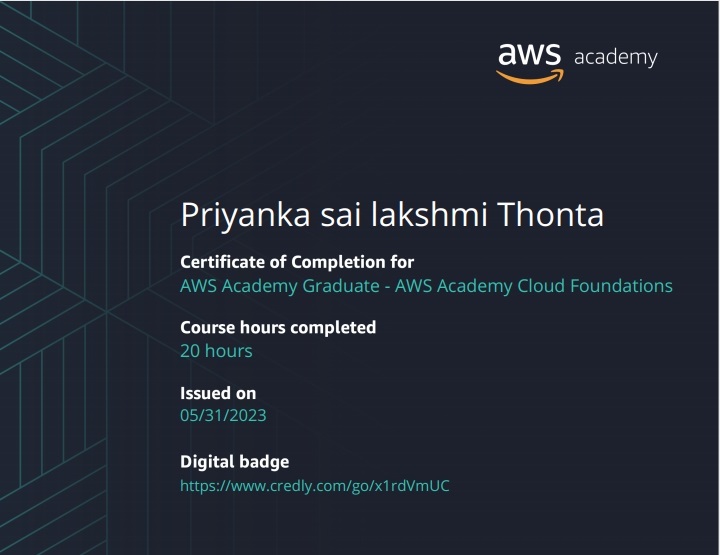 aws academy
Priyanka sai lakshmi Thonta
Certificate of Completion for
AWS Academy Graduate - AWS Academy Cloud Foundations
Course hours completed
20 hours
Issued on
05/31/2023
Digital badge
https://www.credly.com/go/x1rdVmUC